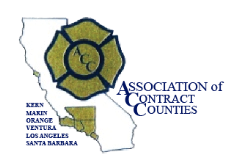 ACC
ASSOCIATION of
CONTRACT
COUNTIES
KERN
MARIN
ORANGE
VENTURA
LOS ANGELES
SANTA BARBARA